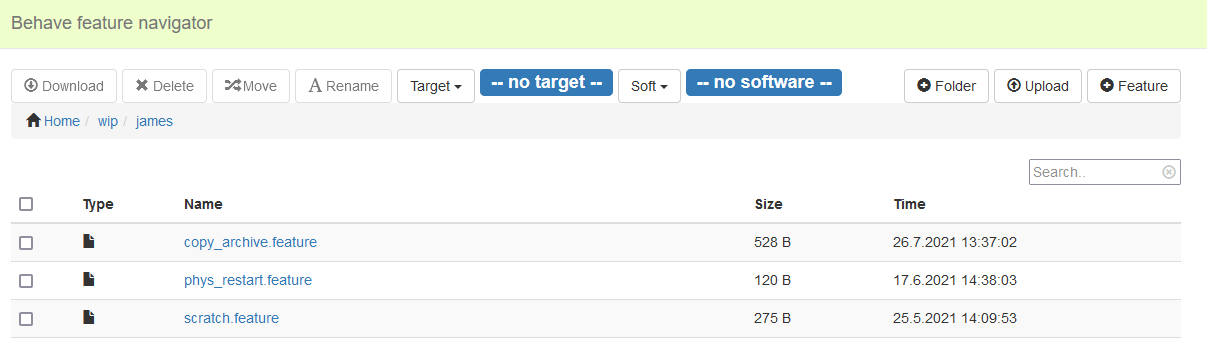 Behave feature navigator
Download Delete Move Rename Target -- no target -- Soft -- no software -- Folder Upload Feature
Home / wip / james
Search..
Type Name Size Time
copy_archive.feature 528 B 26.7.2021 13:37:02
phys_restart.feature 120 B 17.6.2021 14:38:03
scratch.feature 275 B 25.5.2021 14:09:53